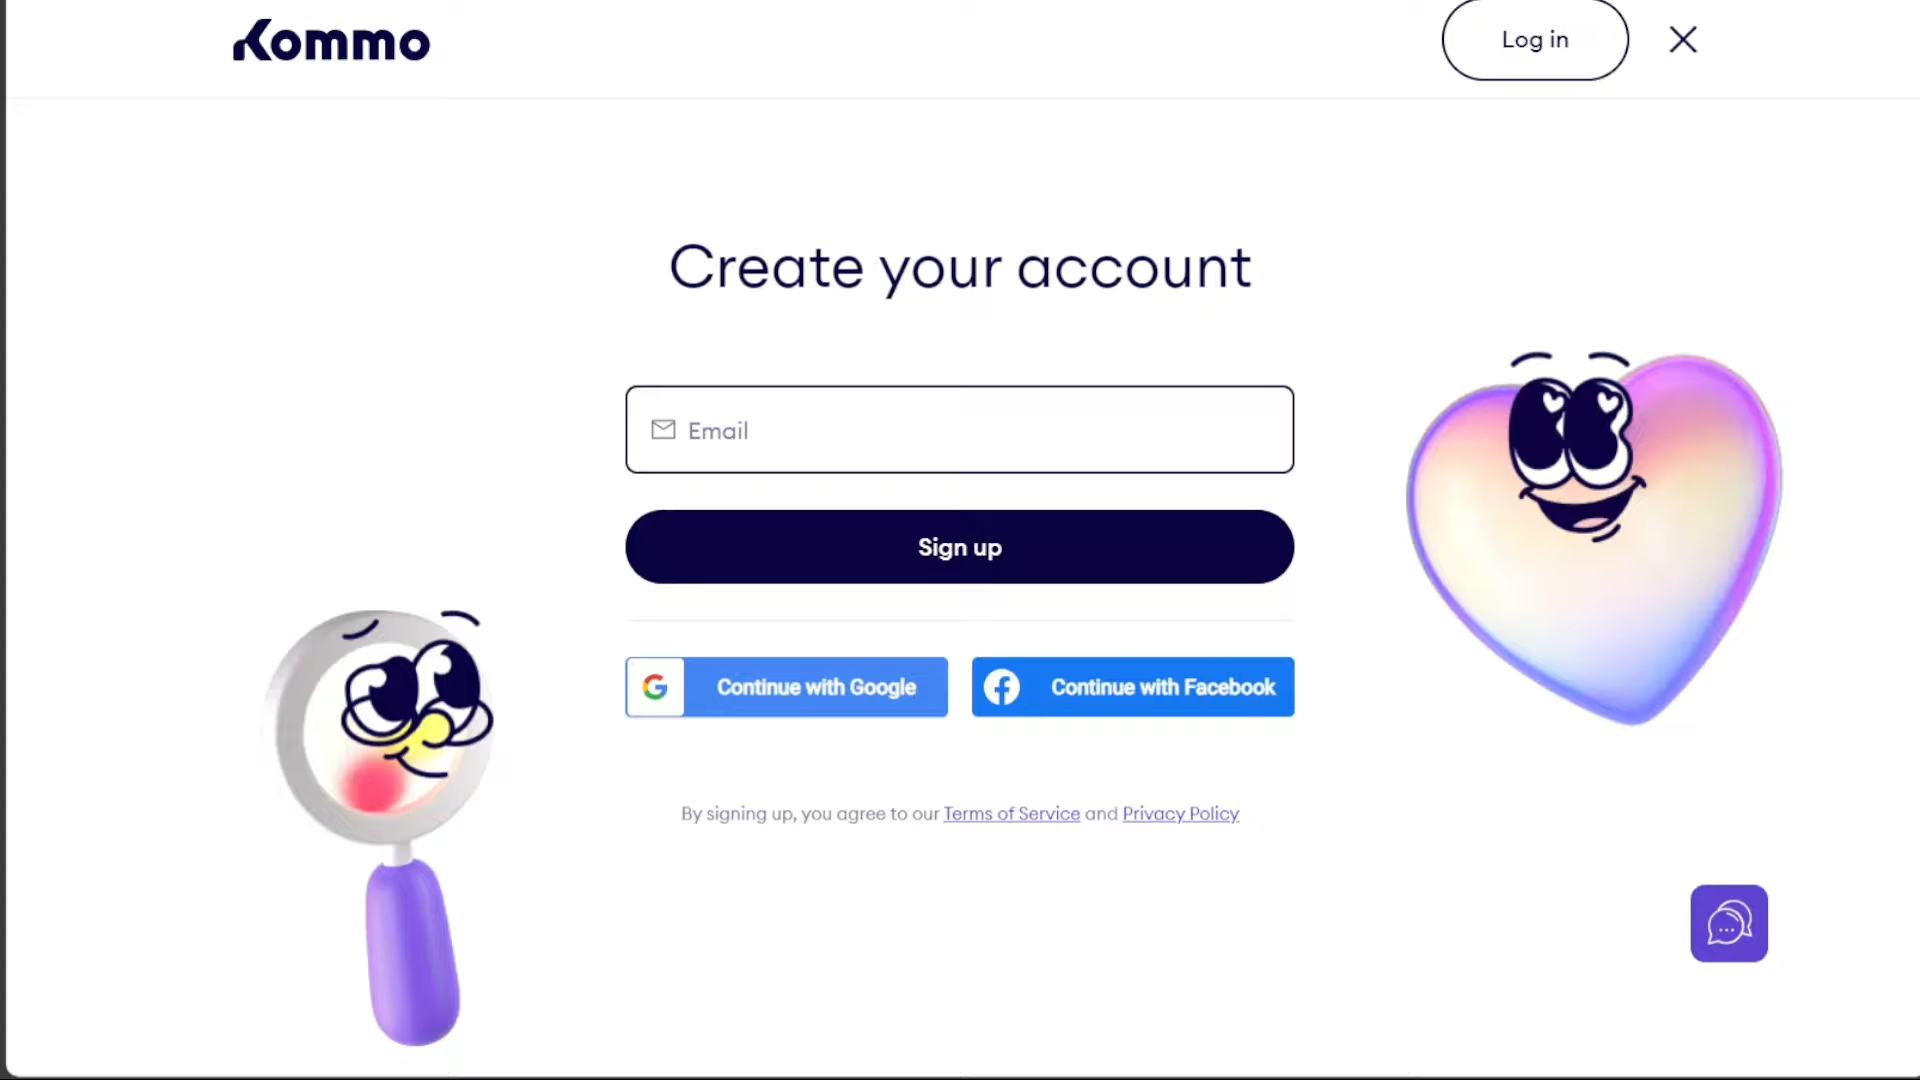 Kommo
Log in
Create your account
Email
Sign up
Continue with Google
Continue with Facebook
By signing up, you agree to our Terms of Service and Privacy Policy